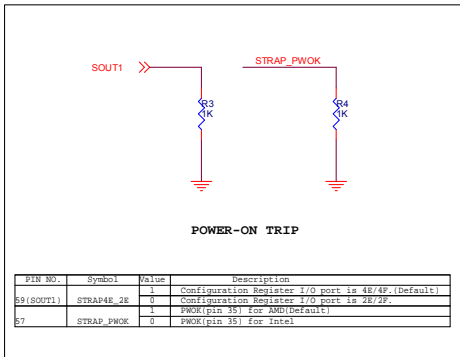 SOUT1
STRAP_PWOK
R3
1K
R4
1K
POWER-ON TRIP
PIN NO. Symbol Value Description
59(SOUT1) STRAP4E_2E 1 Configuration Register I/O port is 4E/4F.(Default)
0 Configuration Register I/O port is 2E/2F.
57 STRAP_PWOK 1 PWOK(pin 35) for AMD(Default)
0 PWOK(pin 35) for Intel